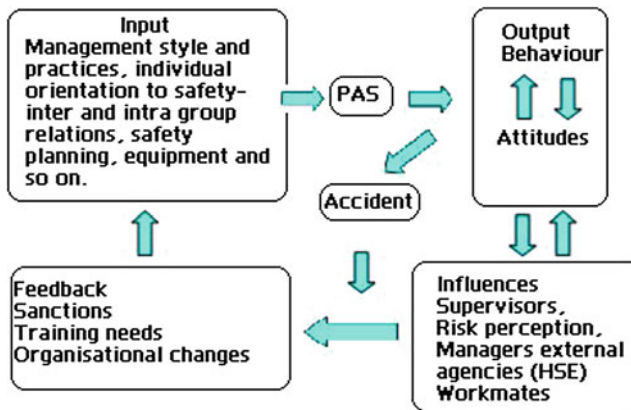 Input
Management style and
practices, individual
orientation to safety-
inter and intra group
relations, safety
planning, equipment and
so on.
PAS
Output
Behaviour
Attitudes
Accident
Feedback
Sanctions
Training needs
Organisational changes
Influences
Supervisors,
Risk perception,
Managers external
agencies (HSE)
Workmates